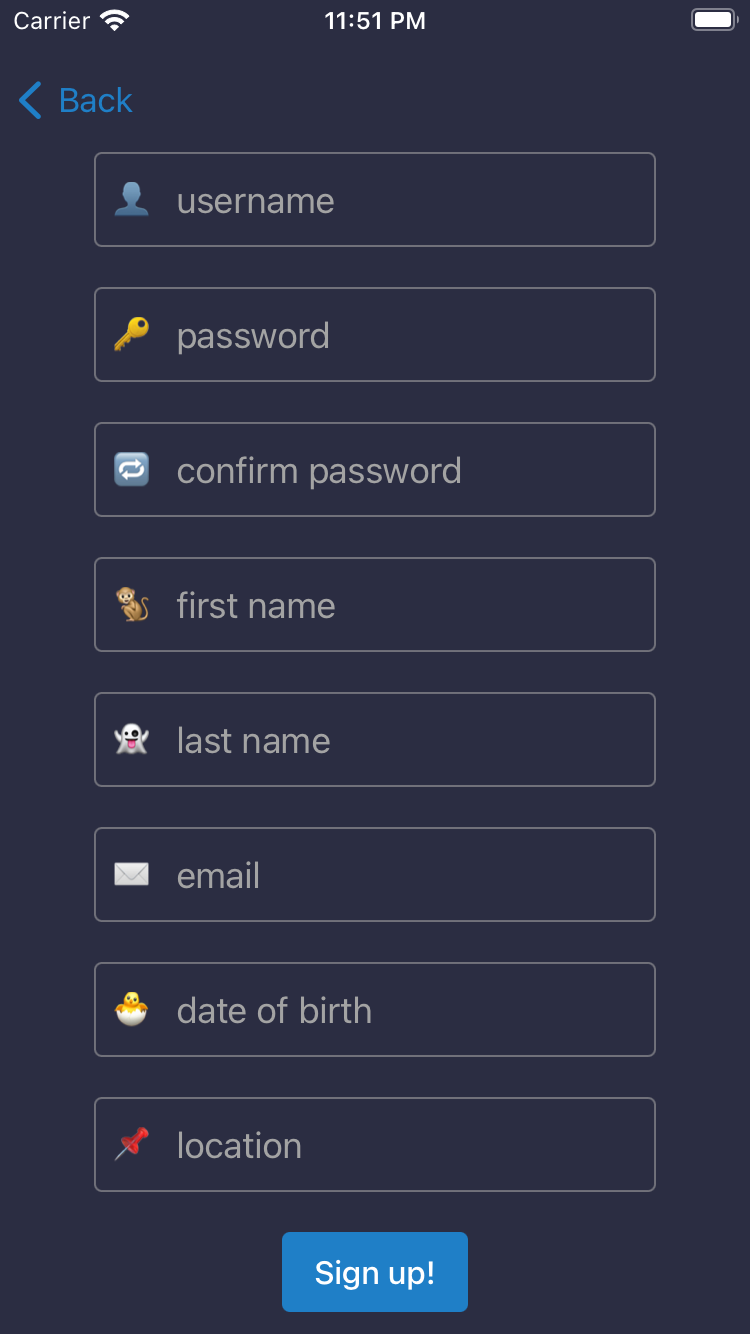 Carrier 11:51 PM
Back
username
password
confirm password
first name
last name
email
date of birth
location
Sign up!